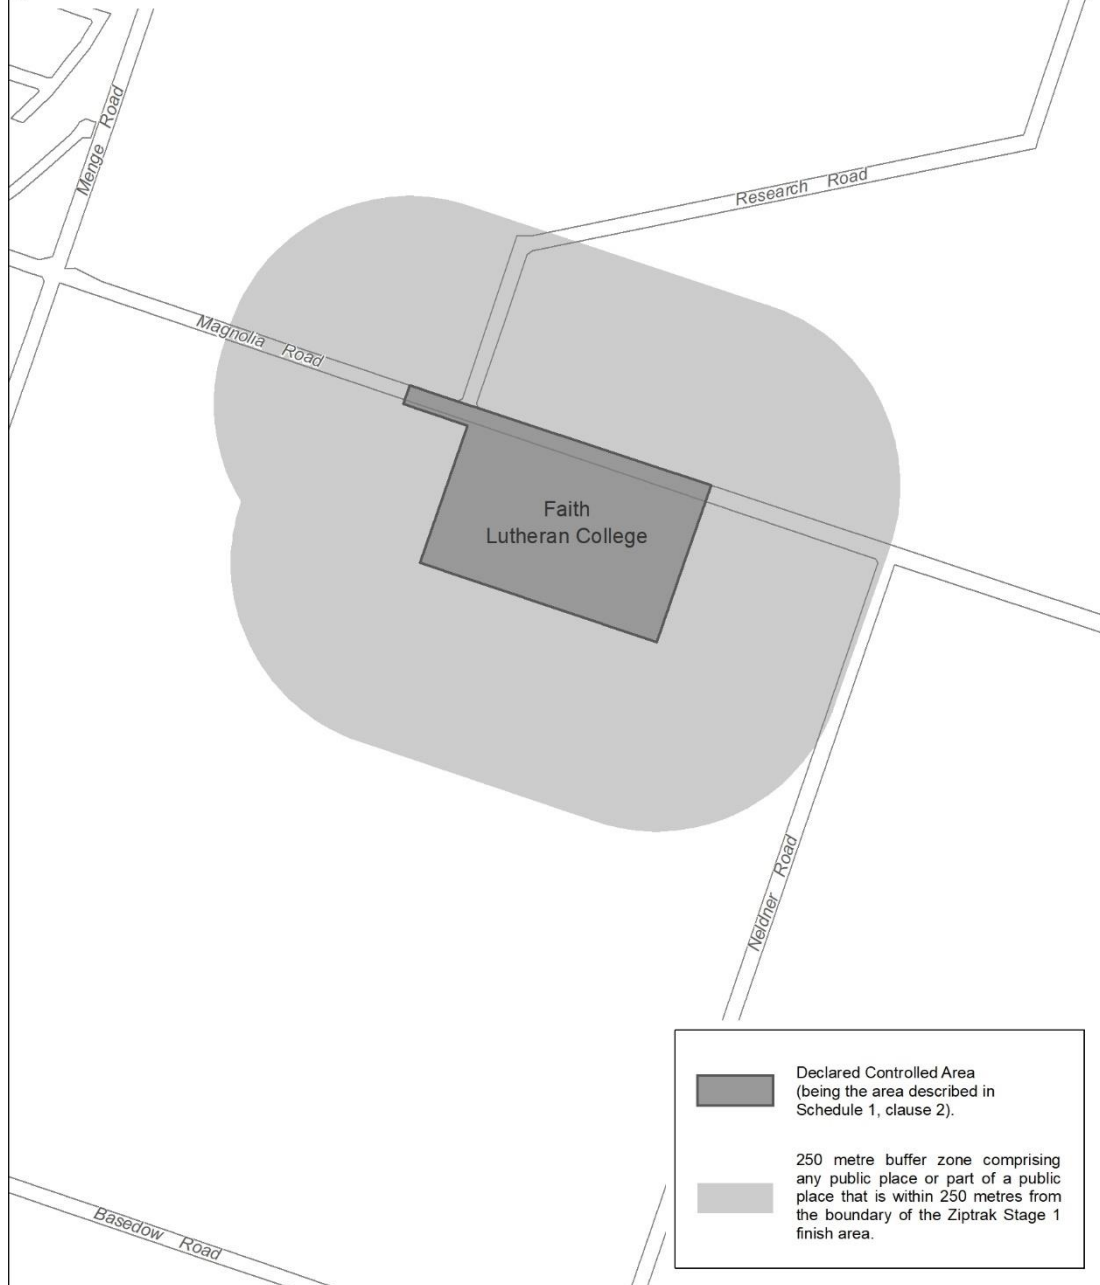 Menge Road
Research Road
Magnolia Road
Faith
Lutheran College
Neldner Road
Basedow Road
Declared Controlled Area
(being the area described in
Schedule 1, clause 2).
250 metre buffer zone comprising
any public place or part of a public
place that is within 250 metres from
the boundary of the Ziptrak Stage 1
finish area.